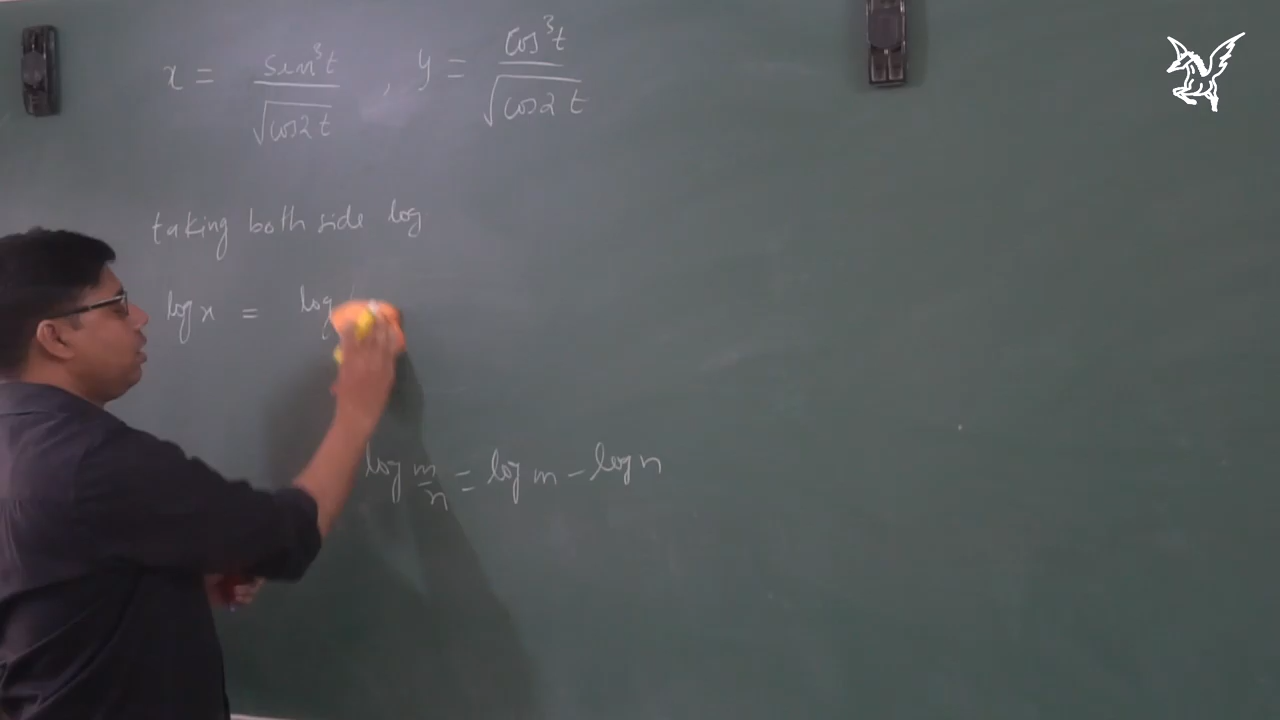 x = sin³t / √cos2t , y = cos³t / √cos2t
taking both side log
log x = log
log m/n = log m - log n